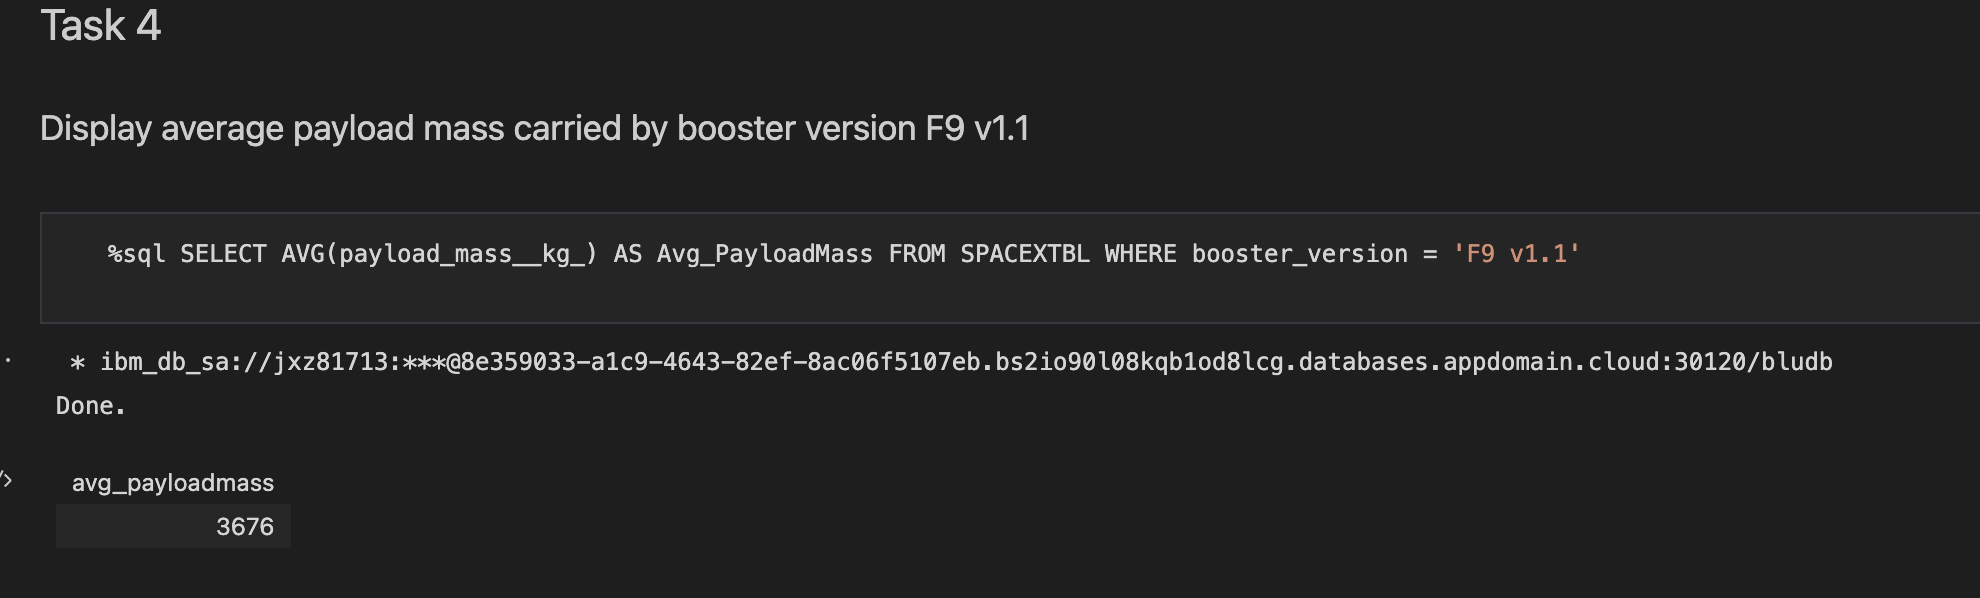 Task 4
Display average payload mass carried by booster version F9 v1.1
%sql SELECT AVG(payload_mass__kg_) AS Avg_PayloadMass FROM SPACEXTBL WHERE booster_version = 'F9 v1.1'
* ibm_db_sa://jxz81713:***@8e359033-a1c9-4643-82ef-8ac06f5107eb.bs2io90l08kqb1od8lcg.databases.appdomain.cloud:30120/bludb
Done.
avg_payloadmass
3676